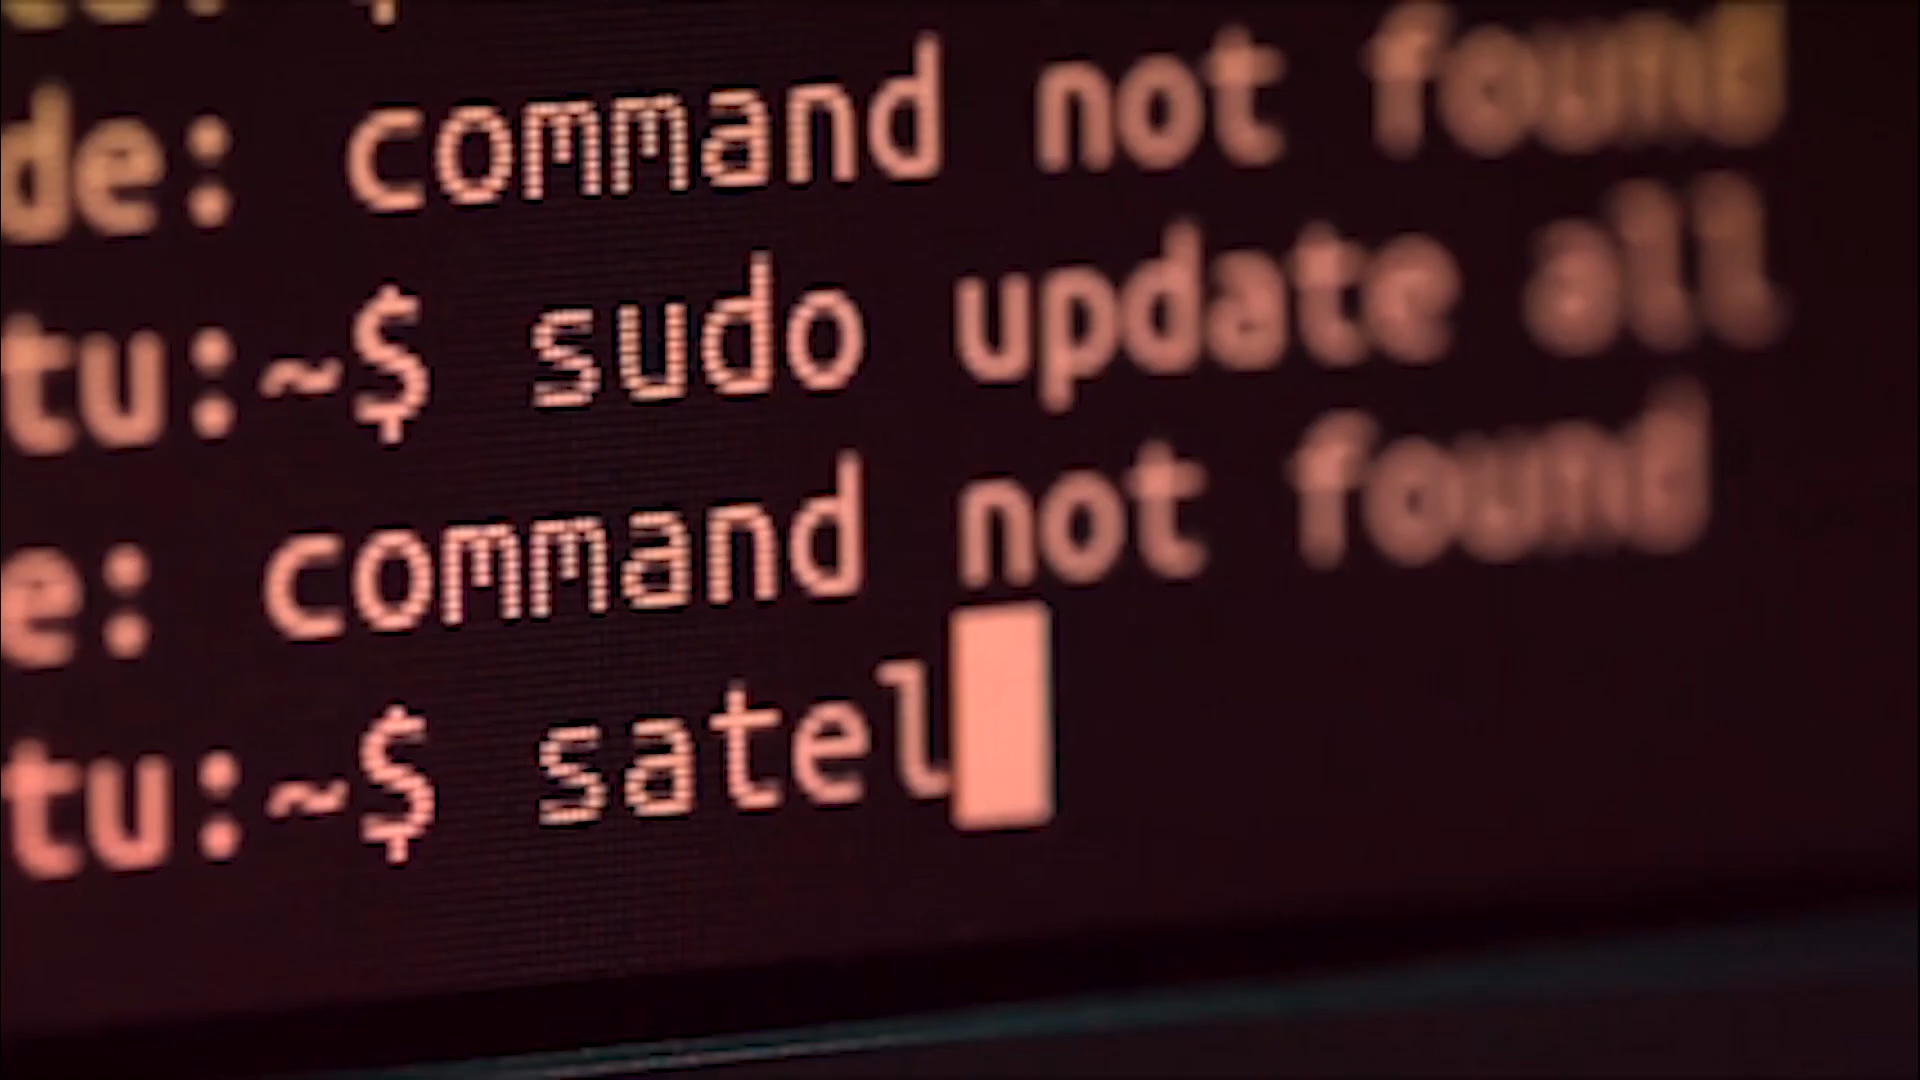 de: command not found
tu:~$ sudo update all
e: command not found
tu:~$ satel